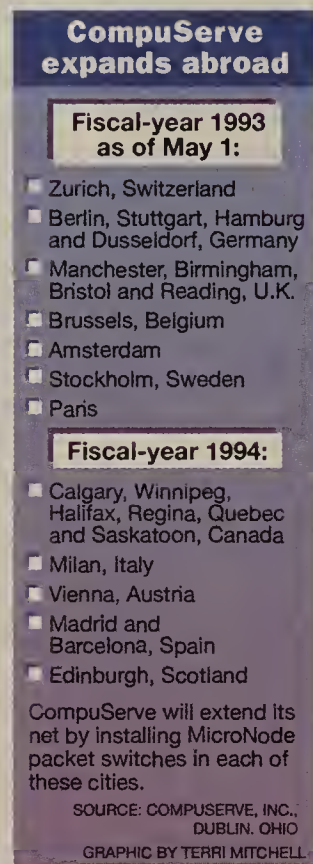 CompuServe
expands abroad
Fiscal-year 1993
as of May 1:
Zurich, Switzerland
Berlin, Stuttgart, Hamburg
and Dusseldorf, Germany
Manchester, Birmingham,
Bristol and Reading, U.K.
Brussels, Belgium
Amsterdam
Stockholm, Sweden
Paris
Fiscal-year 1994:
Calgary, Winnipeg,
Halifax, Regina, Quebec
and Saskatoon, Canada
Milan, Italy
Vienna, Austria
Madrid and
Barcelona, Spain
Edinburgh, Scotland
CompuServe will extend its
net by installing MicroNode
packet switches in each of
these cities.
SOURCE: COMPUSERVE, INC.,
DUBLIN, OHIO
GRAPHIC BY TERRI MITCHELL